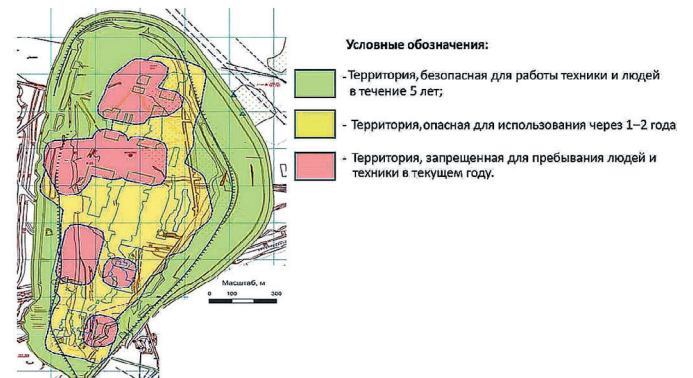 Условные обозначения:
- Территория, безопасная для работы техники и людей
в течение 5 лет;
- Территория, опасная для использования через 1–2 года
- Территория, запрещенная для пребывания людей и
техники в текущем году.
Масштаб, м
0 100 300